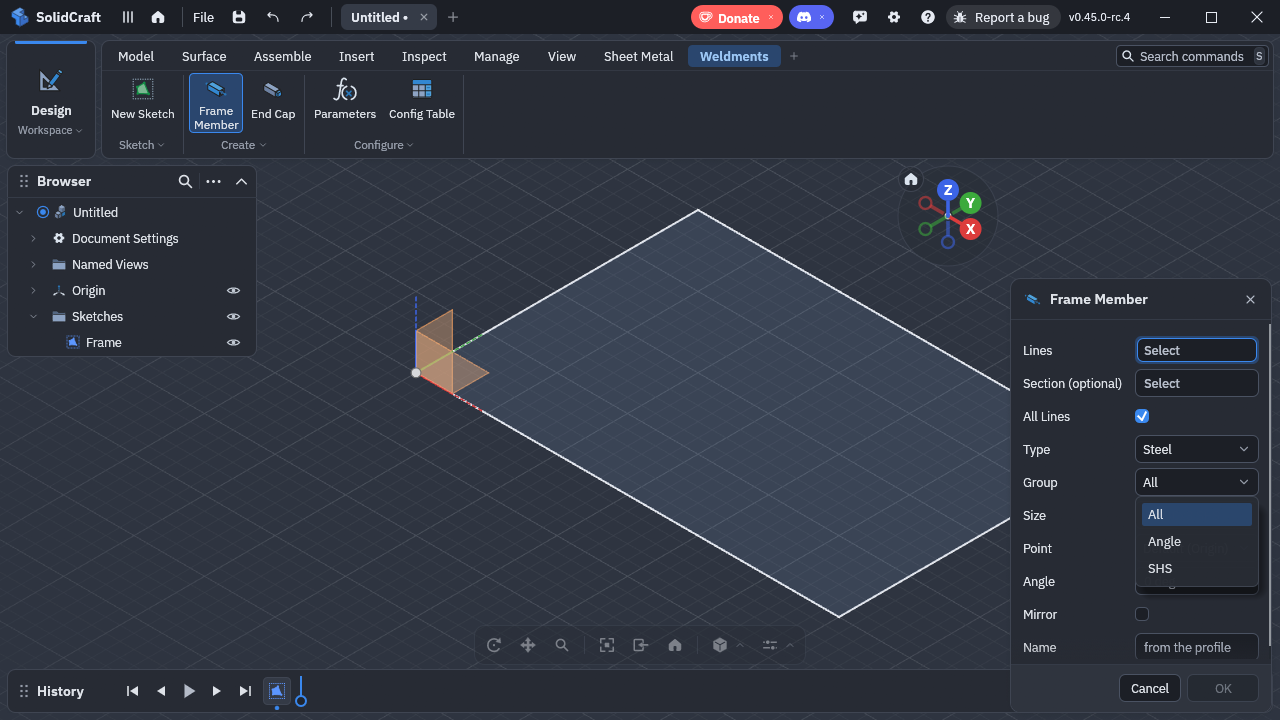 SolidCraft
File
Untitled •
Donate
Report a bug
v0.45.0-rc.4
Design
Workspace
Model
Surface
Assemble
Insert
Inspect
Manage
View
Sheet Metal
Weldments
Search commands
S
New Sketch
Frame
Member
End Cap
Parameters
Config Table
Sketch
Create
Configure
Browser
Untitled
Document Settings
Named Views
Origin
Sketches
Frame
Z
Y
X
Frame Member
Lines
Select
Section (optional)
Select
All Lines
Type
Steel
Group
All
All
Angle
SHS
Size
Point
Angle
Mirror
Name
from the profile
Cancel
OK
History